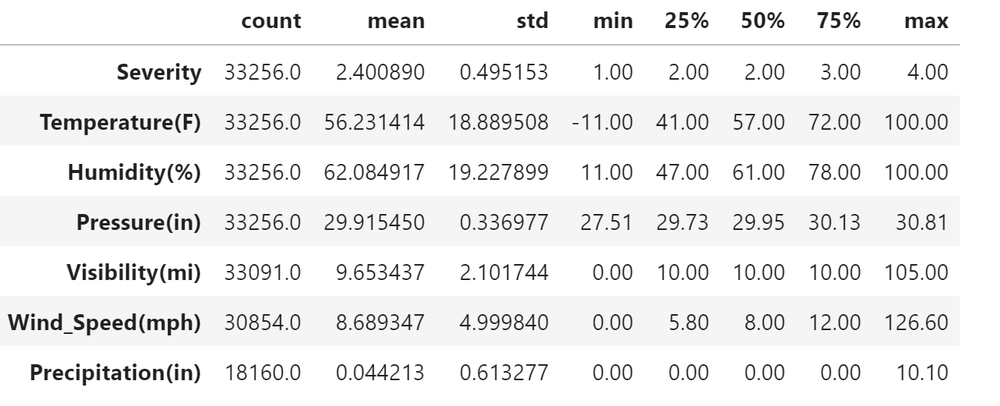 count mean std min 25% 50% 75% max
Severity 33256.0 2.400890 0.495153 1.00 2.00 2.00 3.00 4.00
Temperature(F) 33256.0 56.231414 18.889508 -11.00 41.00 57.00 72.00 100.00
Humidity(%) 33256.0 62.084917 19.227899 11.00 47.00 61.00 78.00 100.00
Pressure(in) 33256.0 29.915450 0.336977 27.51 29.73 29.95 30.13 30.81
Visibility(mi) 33091.0 9.653437 2.101744 0.00 10.00 10.00 10.00 105.00
Wind_Speed(mph) 30854.0 8.689347 4.999840 0.00 5.80 8.00 12.00 126.60
Precipitation(in) 18160.0 0.044213 0.613277 0.00 0.00 0.00 0.00 10.10